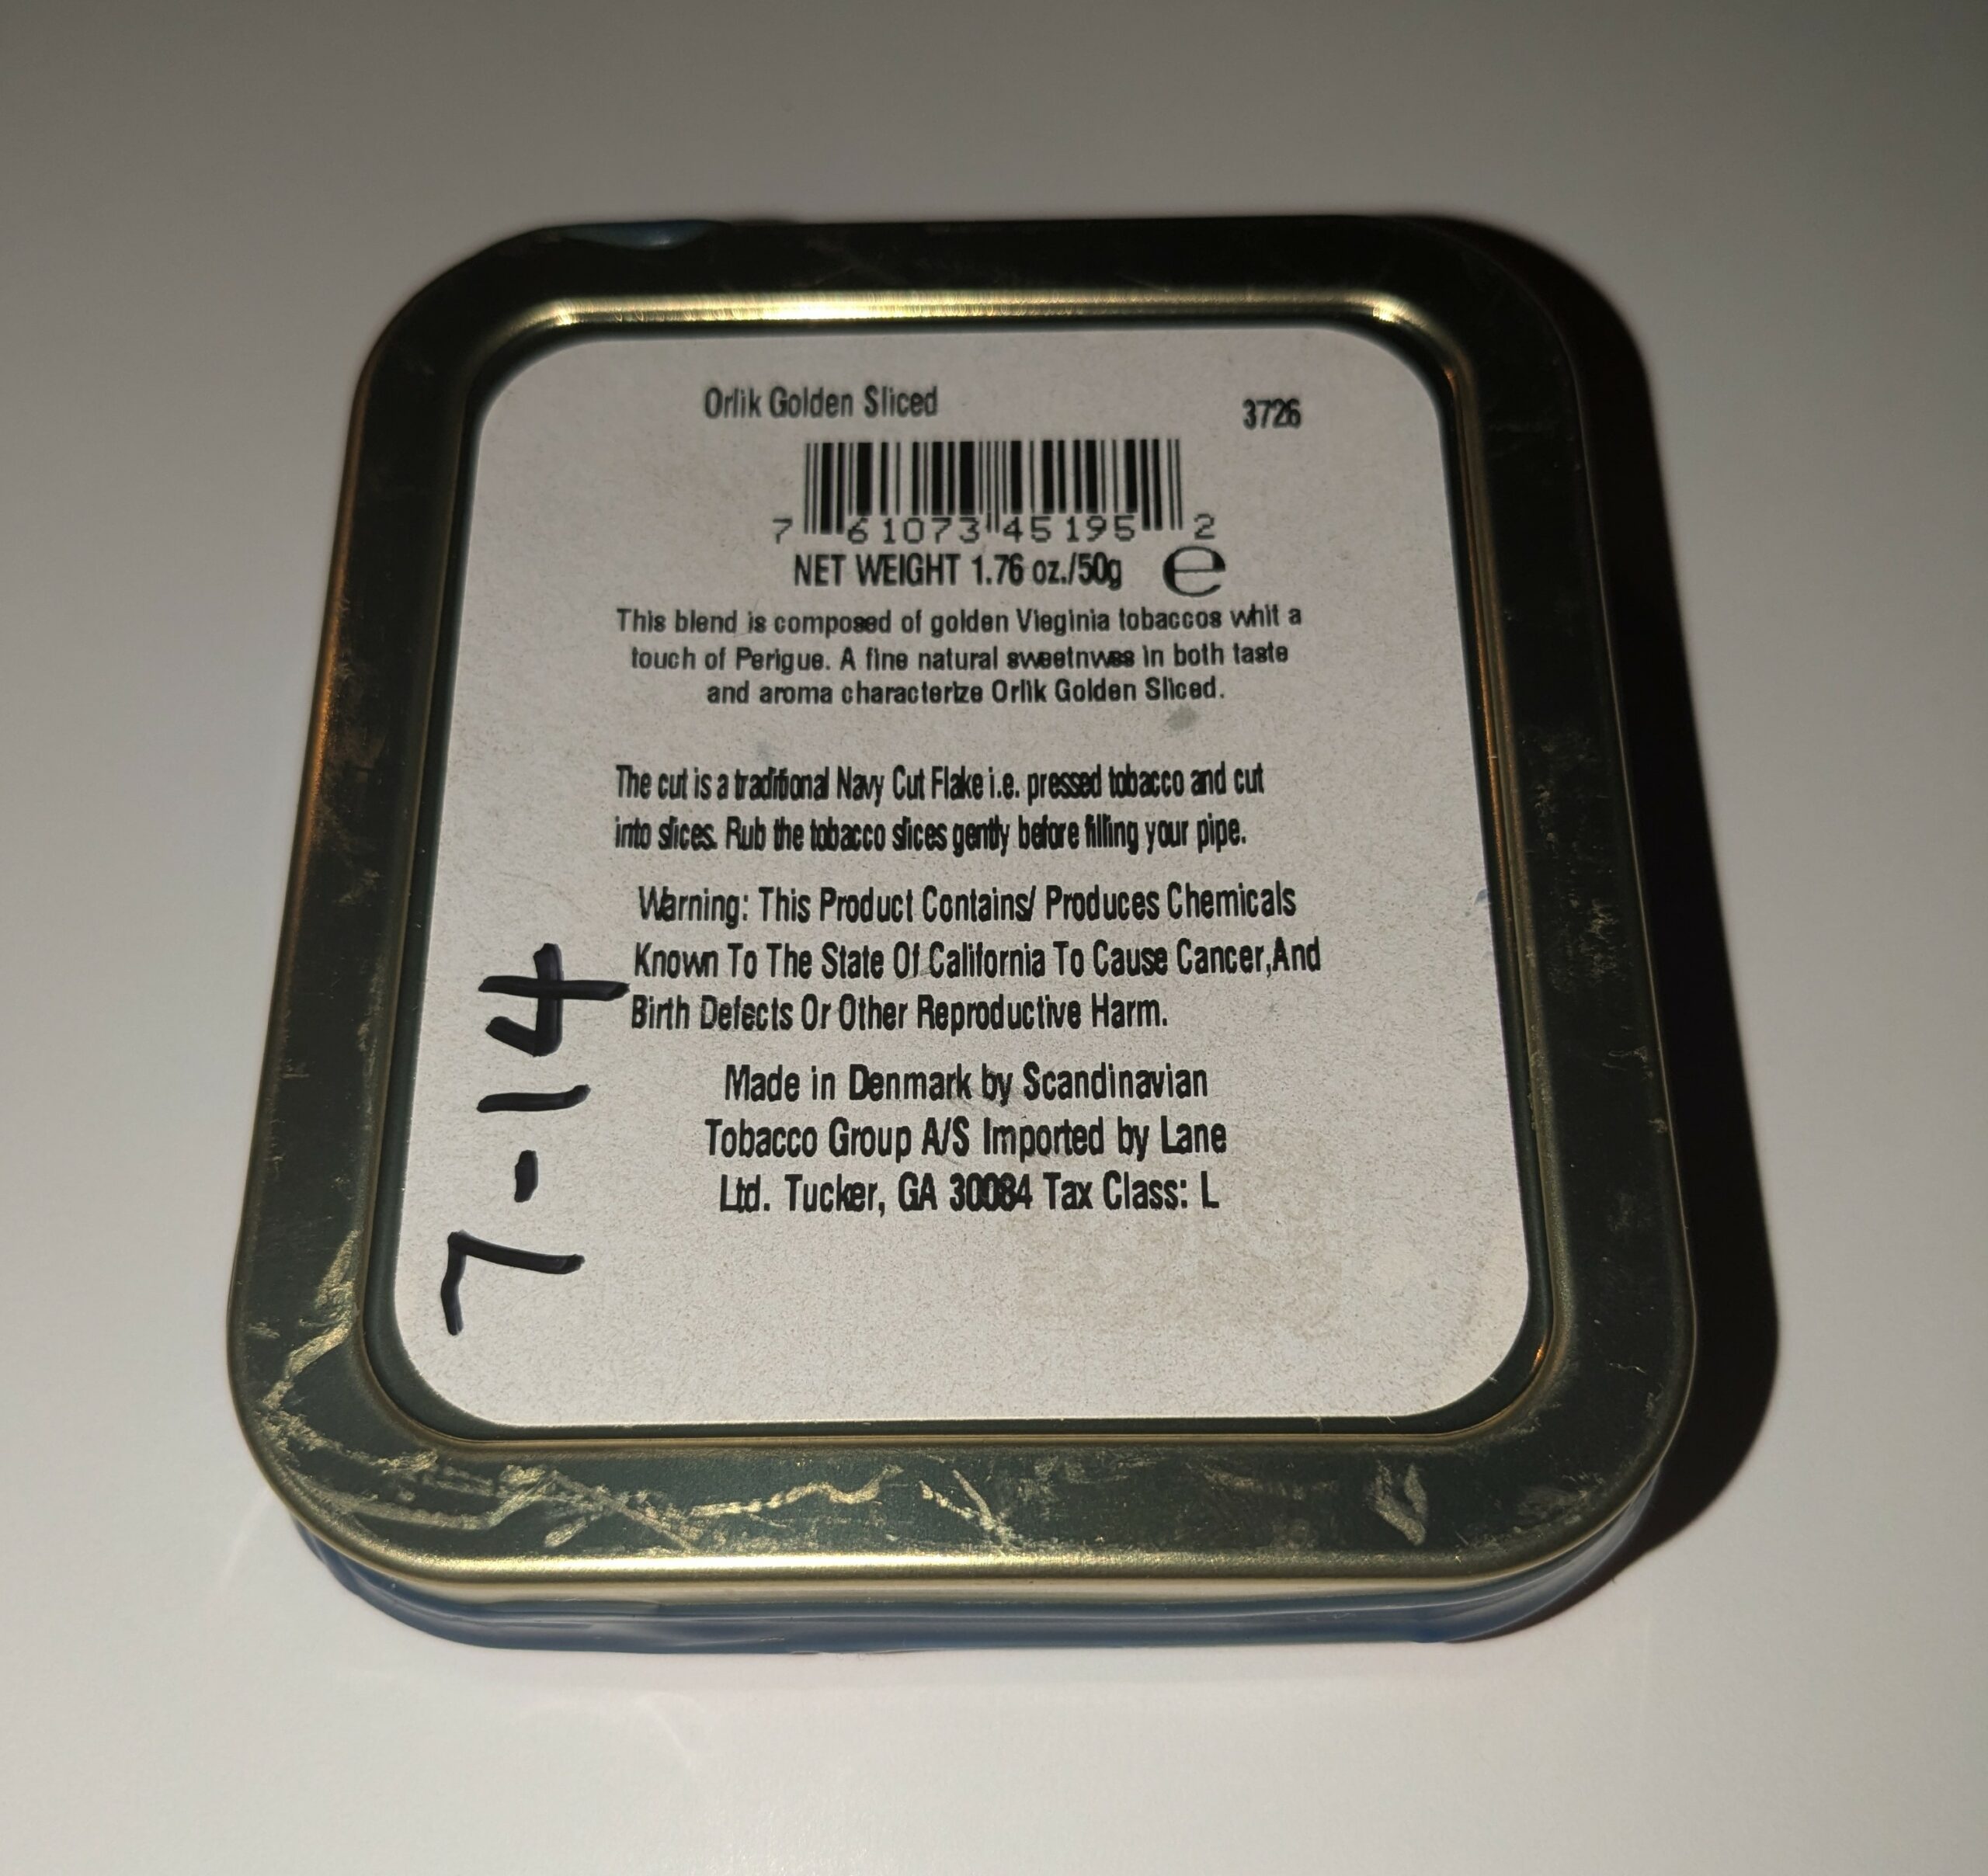 Orlik Golden Sliced 3726
7 61073 45195 2
NET WEIGHT 1.76 oz./50g e
This blend is composed of golden Vieginia tobaccos whit a
touch of Perigue. A fine natural sweetnwes in both taste
and aroma characterize Orlik Golden Sliced.
The cut is a traditional Navy Cut Flake i.e. pressed tobacco and cut
into slices. Rub the tobacco slices gently before filling your pipe.
Warning: This Product Contains/ Produces Chemicals
Known To The State Of California To Cause Cancer,And
Birth Defects Or Other Reproductive Harm.
Made in Denmark by Scandinavian
Tobacco Group A/S Imported by Lane
Ltd. Tucker, GA 30084 Tax Class: L
7-14